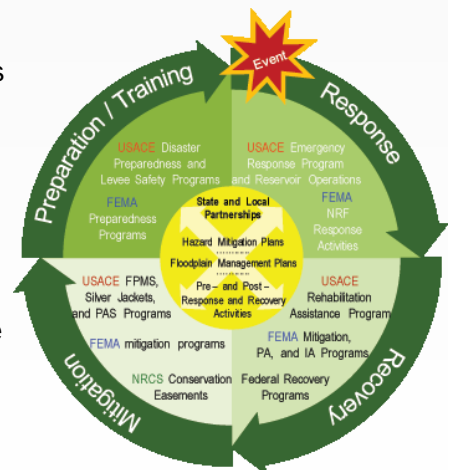 s
e
Event
Preparation / Training
Response
Recovery
Mitigation
USACE Disaster
Preparedness and
Levee Safety Programs
FEMA
Preparedness
Programs
USACE Emergency
Response Program
and Reservoir Operations
FEMA
NRF
Response
Activities
State and Local
Partnerships
Hazard Mitigation Plans
Floodplain Management Plans
Pre – and Post –
Response and Recovery
Activities
USACE FPMS,
Silver Jackets,
and PAS Programs
FEMA mitigation programs
NRCS Conservation
Easements
USACE
Rehabilitation
Assistance Program
FEMA Mitigation,
PA, and IA Programs
Federal Recovery
Programs